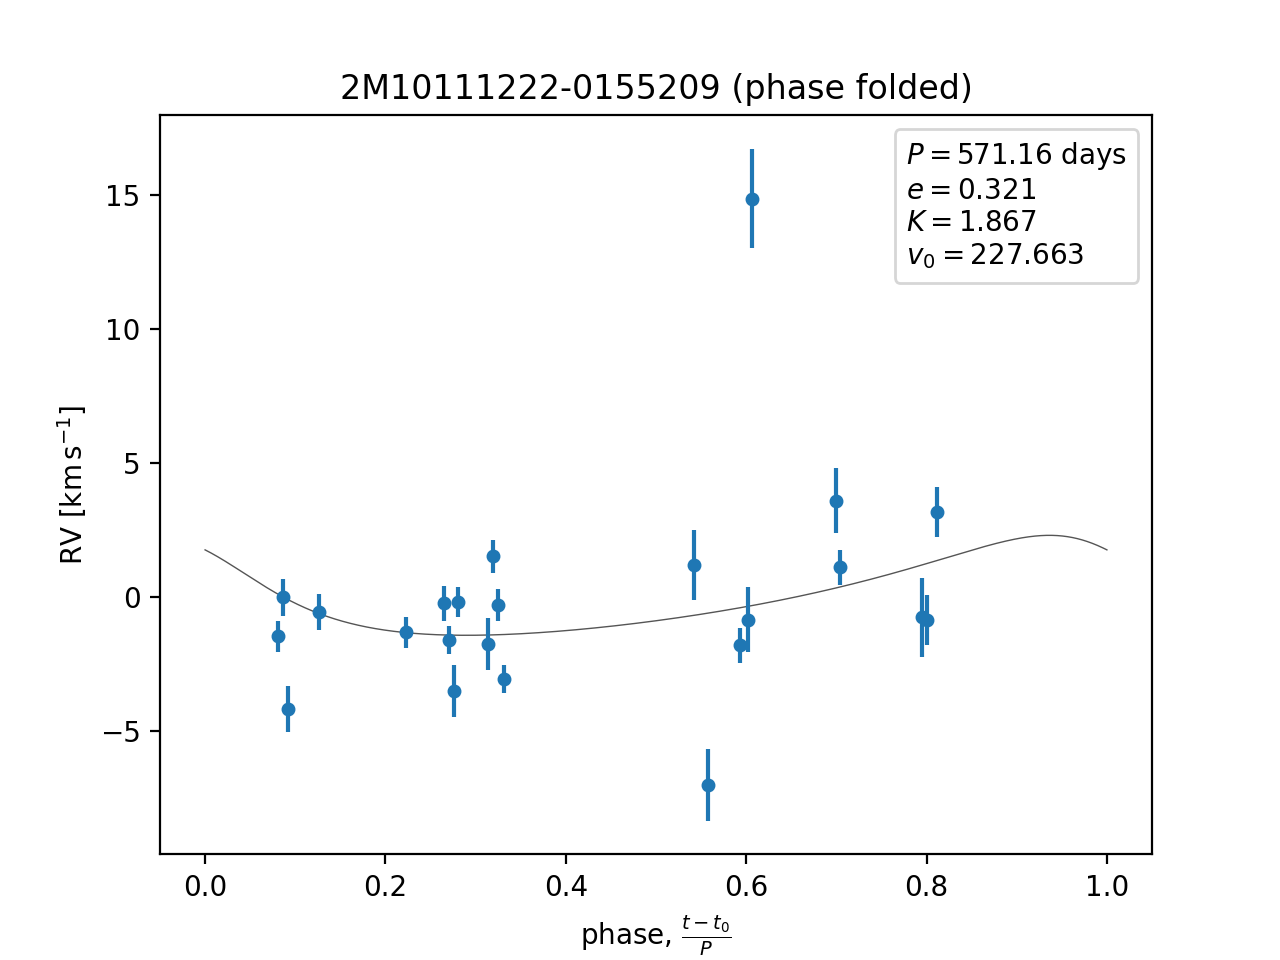 2M10111222-0155209 (phase folded)
P = 571.16 days
e = 0.321
K = 1.867
v₀ = 227.663
15
10
5
0
−5
RV [km s⁻¹]
0.0 0.2 0.4 0.6 0.8 1.0
phase, (t − t₀)/P